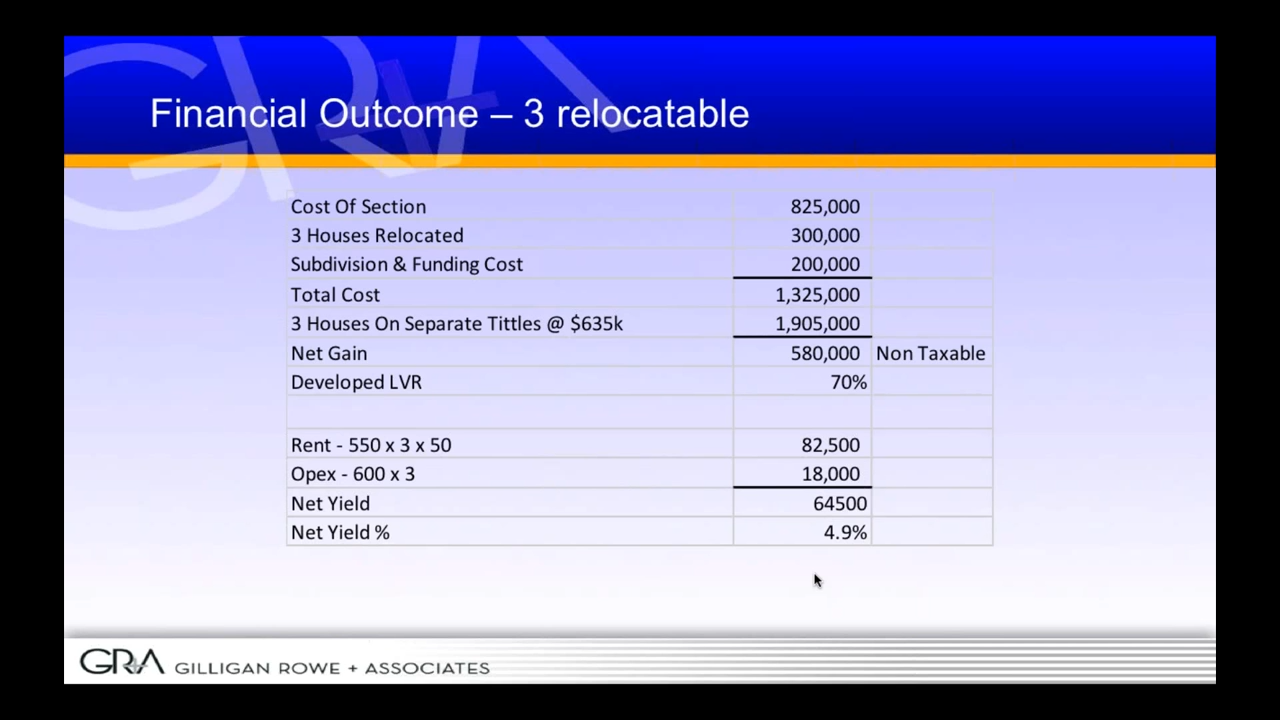 Financial Outcome – 3 relocatable
Cost Of Section 825,000
3 Houses Relocated 300,000
Subdivision & Funding Cost 200,000
Total Cost 1,325,000
3 Houses On Separate Tittles @ $635k 1,905,000
Net Gain 580,000 Non Taxable
Developed LVR 70%
Rent - 550 x 3 x 50 82,500
Opex - 600 x 3 18,000
Net Yield 64500
Net Yield % 4.9%
GRA GILLIGAN ROWE + ASSOCIATES